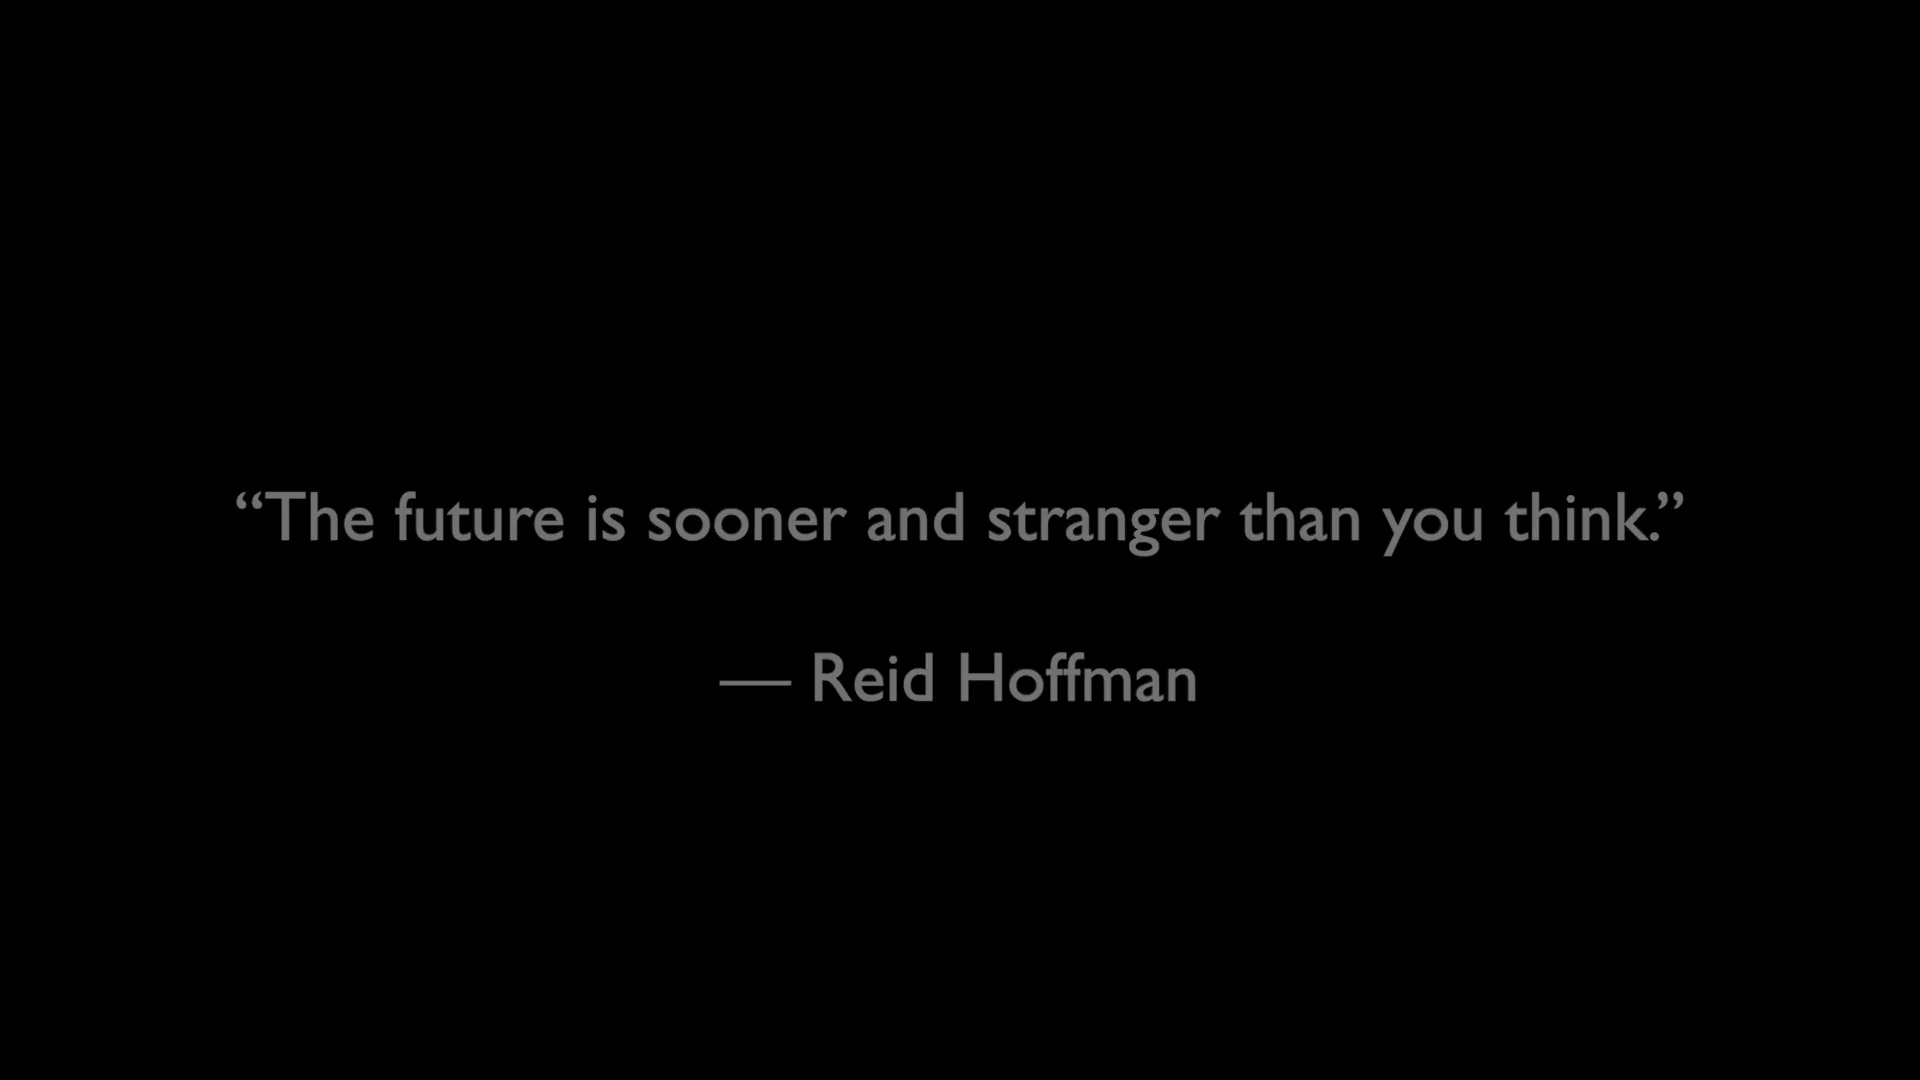 “The future is sooner and stranger than you think.”
— Reid Hoffman